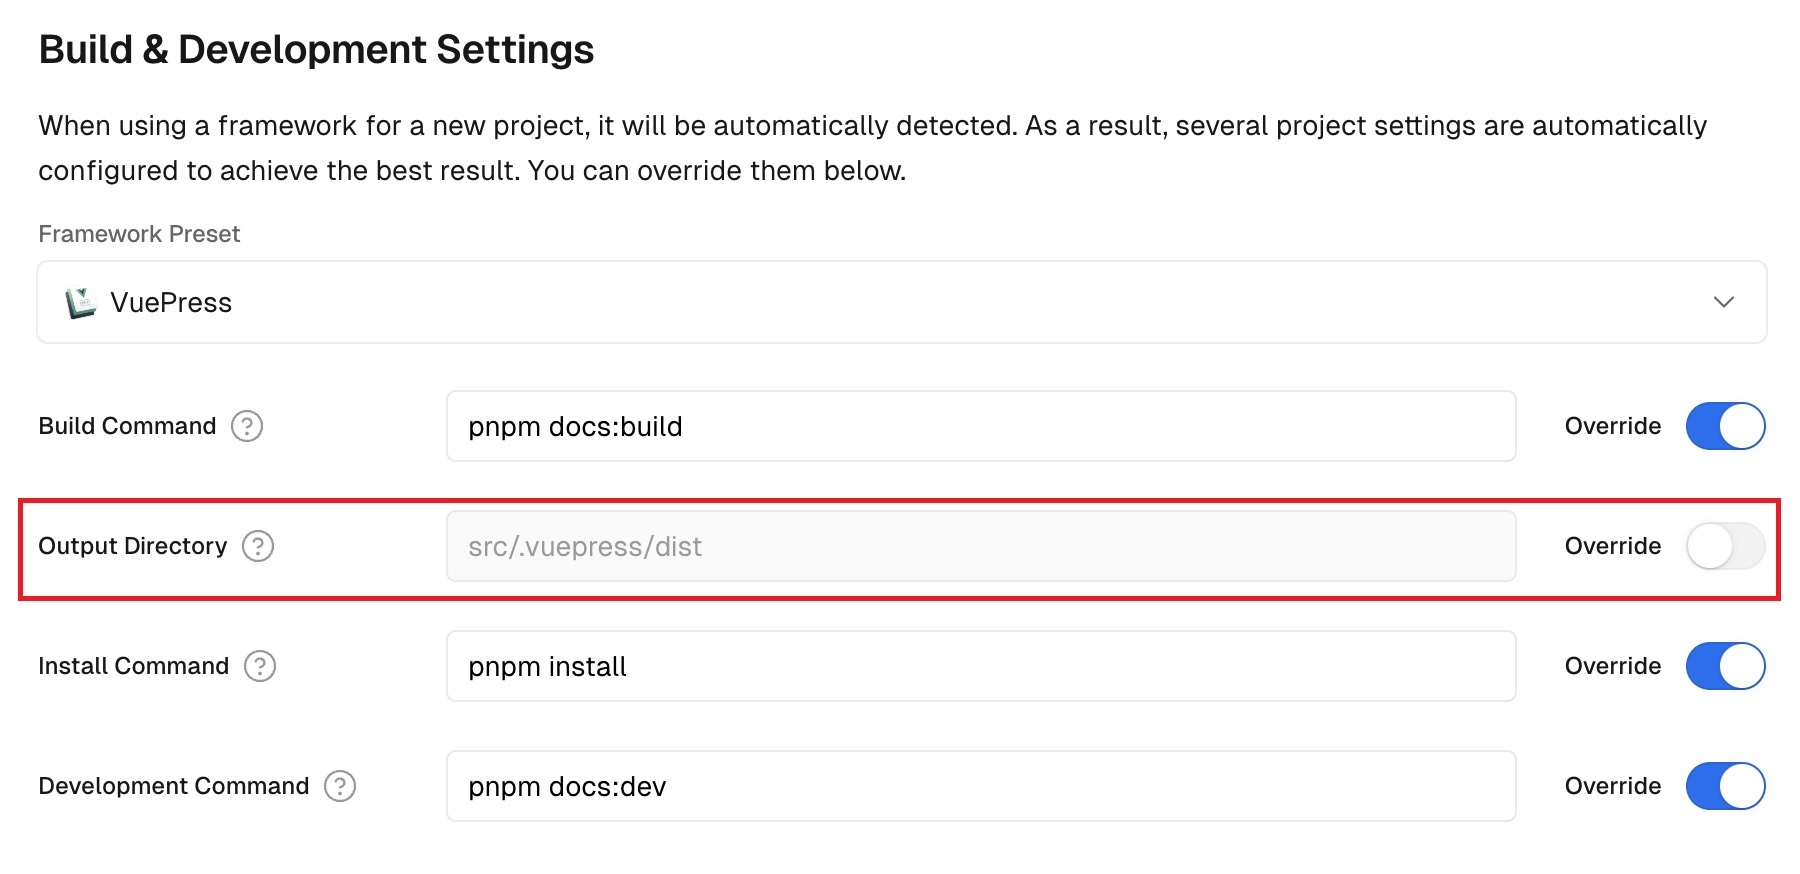 Build & Development Settings
When using a framework for a new project, it will be automatically detected. As a result, several project settings are automatically
configured to achieve the best result. You can override them below.
Framework Preset
VuePress
Build Command ?
pnpm docs:build
Override
Output Directory ?
src/.vuepress/dist
Override
Install Command ?
pnpm install
Override
Development Command ?
pnpm docs:dev
Override